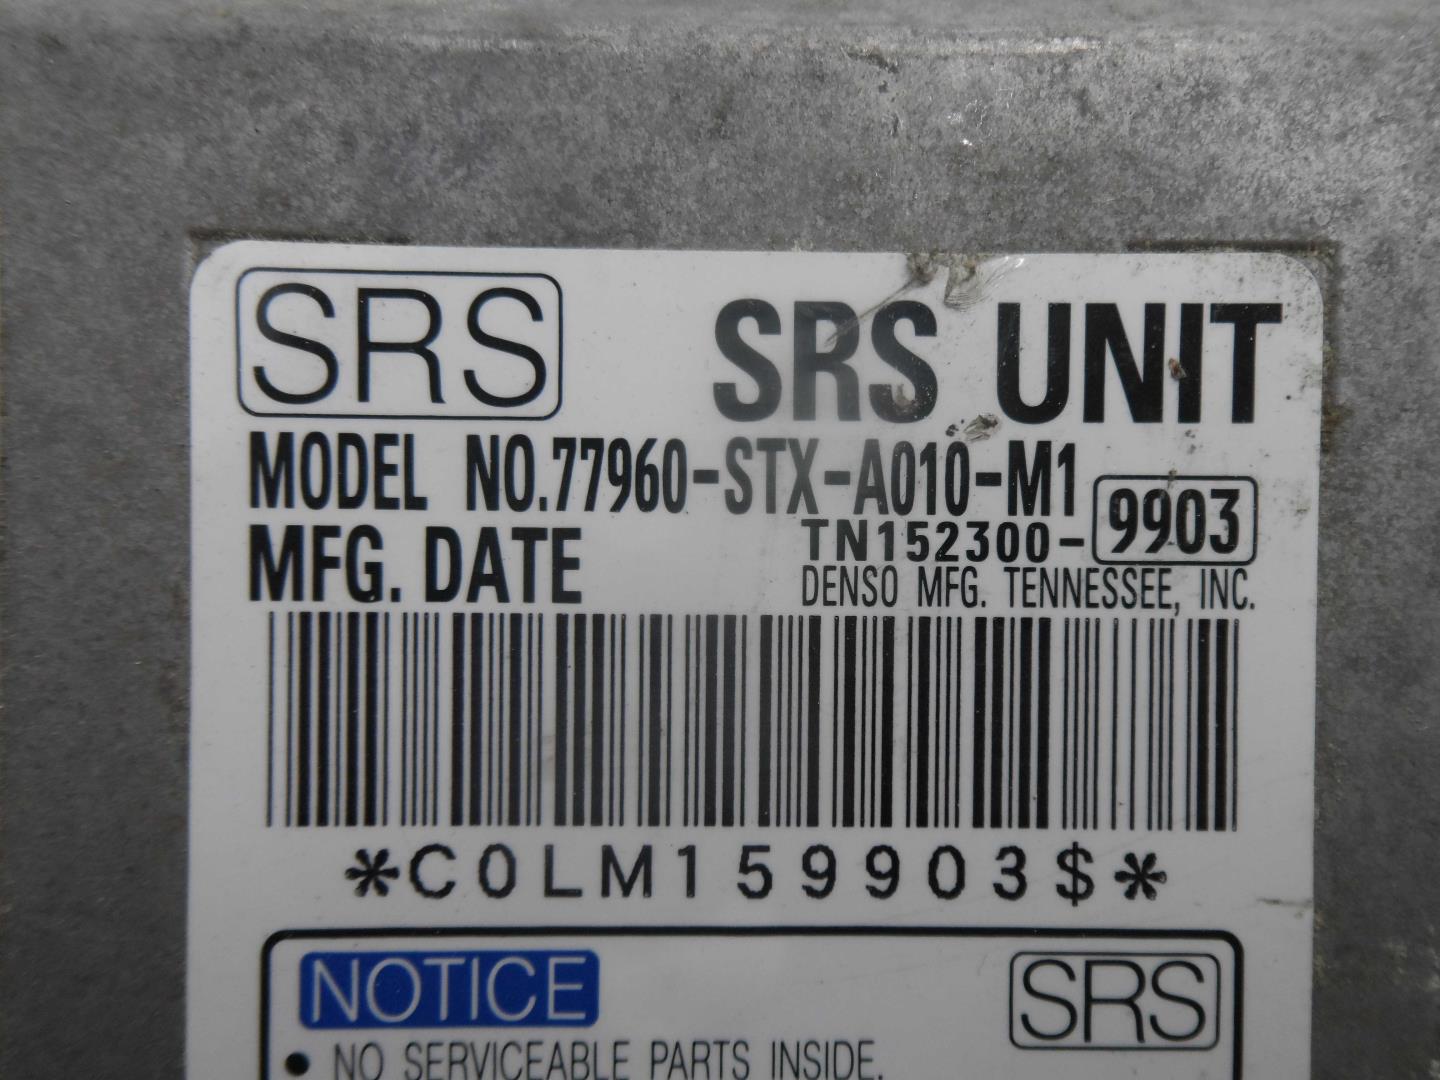 SRS SRS UNIT
MODEL NO.77960-STX-A010-M1
TN152300-9903
MFG. DATE
DENSO MFG. TENNESSEE, INC.
*C0LM159903$*
NOTICE SRS
• NO SERVICEABLE PARTS INSIDE.